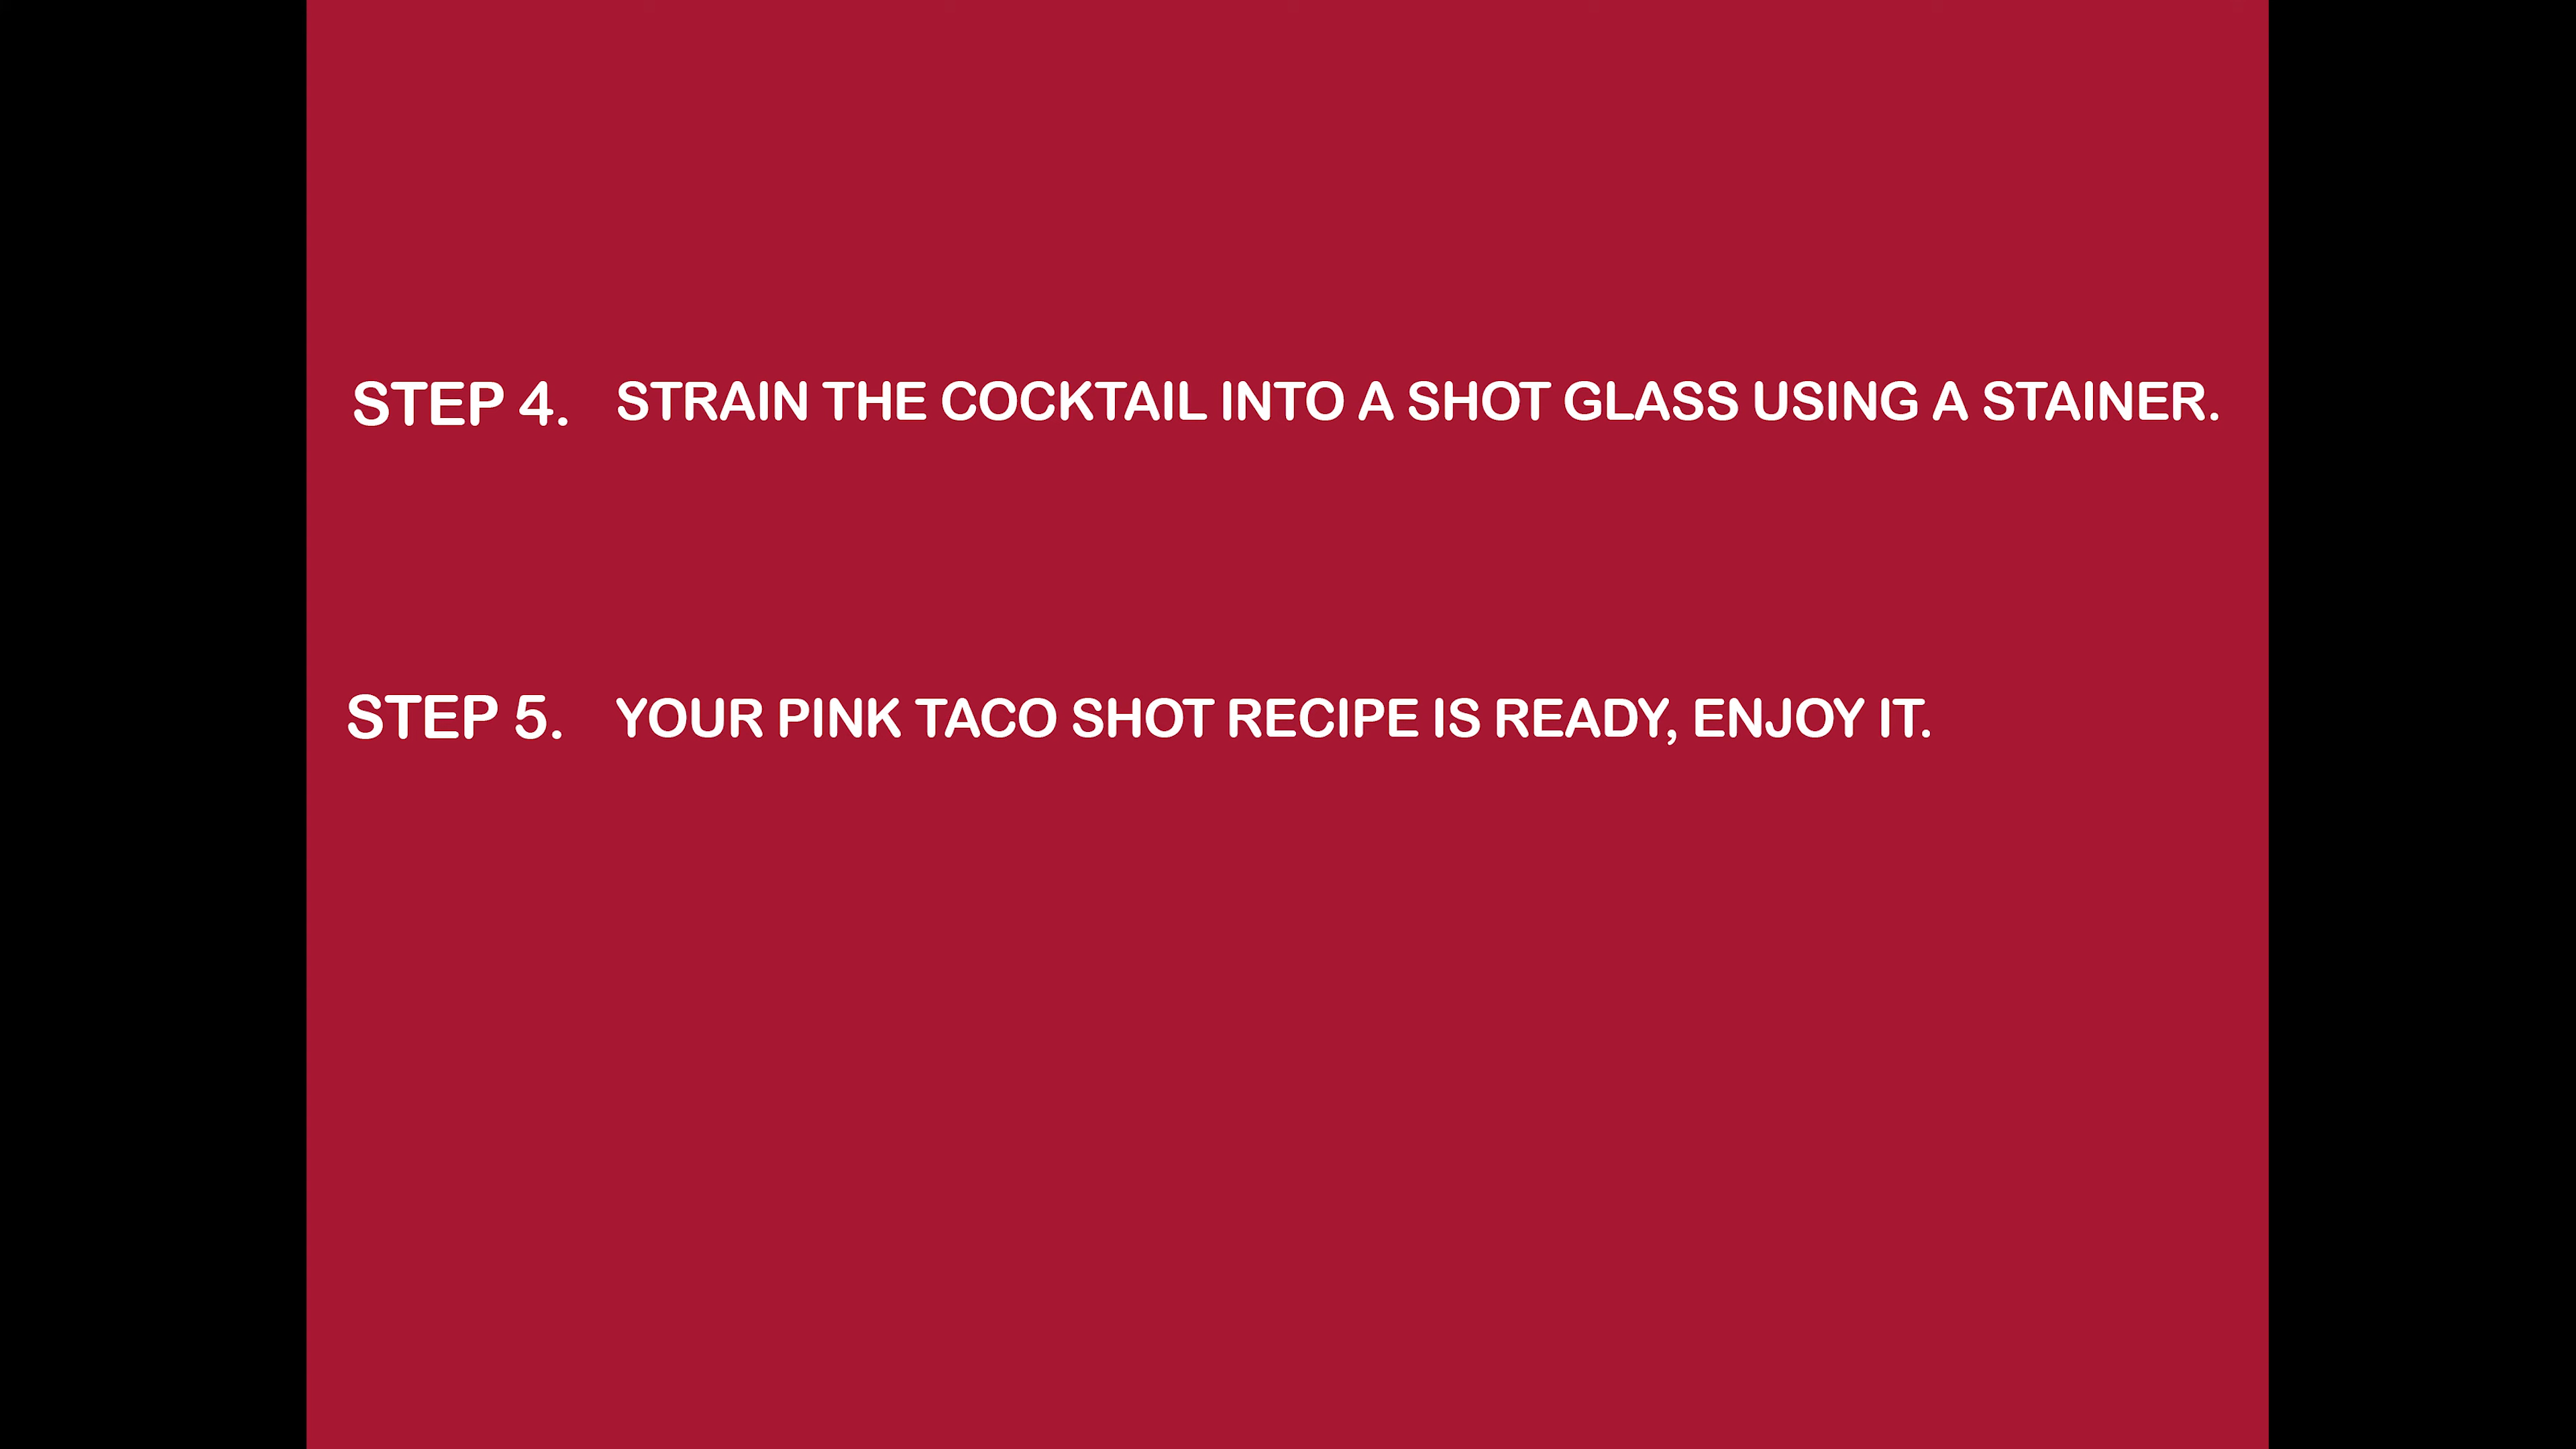 STEP 4. STRAIN THE COCKTAIL INTO A SHOT GLASS USING A STAINER.
STEP 5. YOUR PINK TACO SHOT RECIPE IS READY, ENJOY IT.